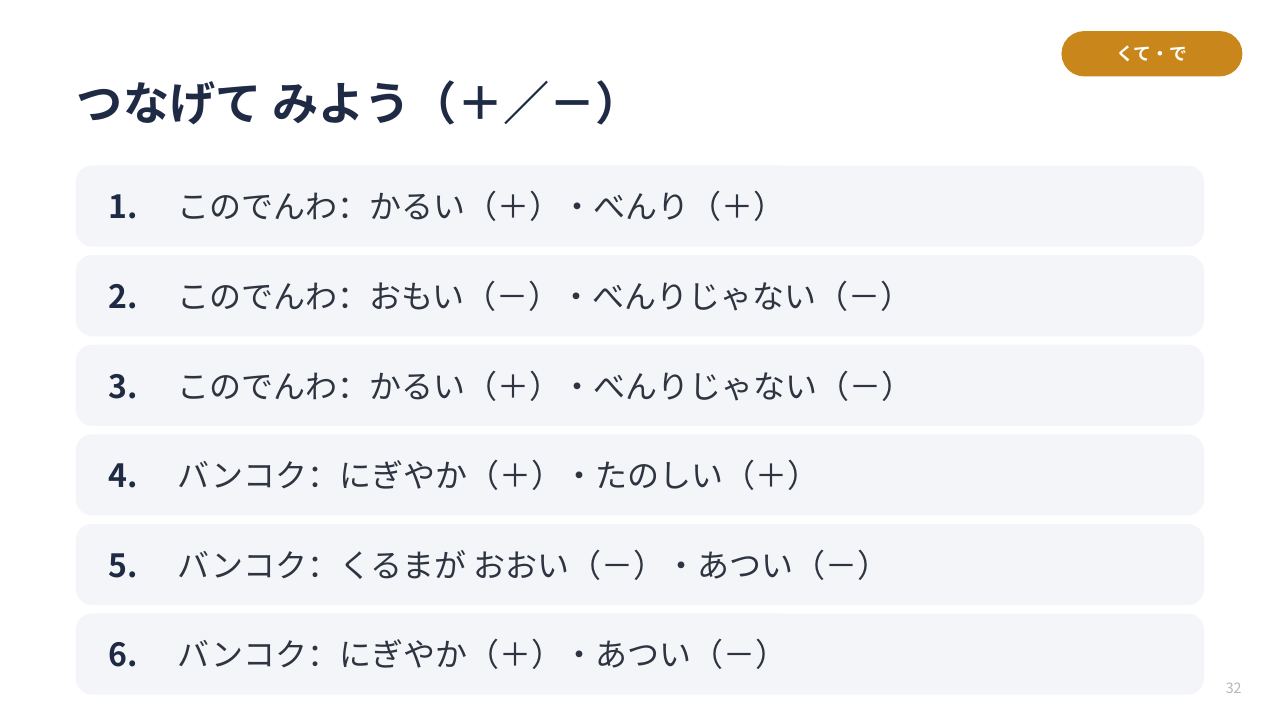 くて・で
つなげて みよう（＋／－）
1. このでんわ：かるい（＋）・べんり（＋）
2. このでんわ：おもい（－）・べんりじゃない（－）
3. このでんわ：かるい（＋）・べんりじゃない（－）
4. バンコク：にぎやか（＋）・たのしい（＋）
5. バンコク：くるまが おおい（－）・あつい（－）
6. バンコク：にぎやか（＋）・あつい（－）
32